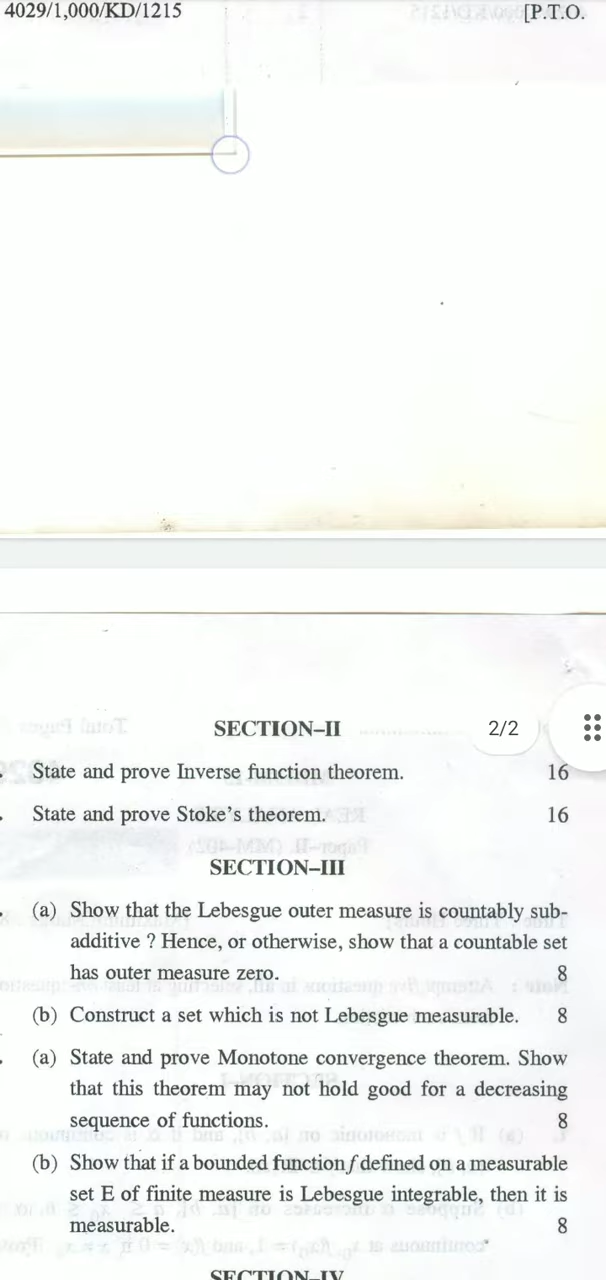 4029/1,000/KD/1215 [P.T.O.
SECTION–II 2/2
State and prove Inverse function theorem. 16
State and prove Stoke's theorem. 16
SECTION–III
(a) Show that the Lebesgue outer measure is countably sub-
additive ? Hence, or otherwise, show that a countable set
has outer measure zero. 8
(b) Construct a set which is not Lebesgue measurable. 8
(a) State and prove Monotone convergence theorem. Show
that this theorem may not hold good for a decreasing
sequence of functions. 8
(b) Show that if a bounded function f defined on a measurable
set E of finite measure is Lebesgue integrable, then it is
measurable. 8
SECTION–IV